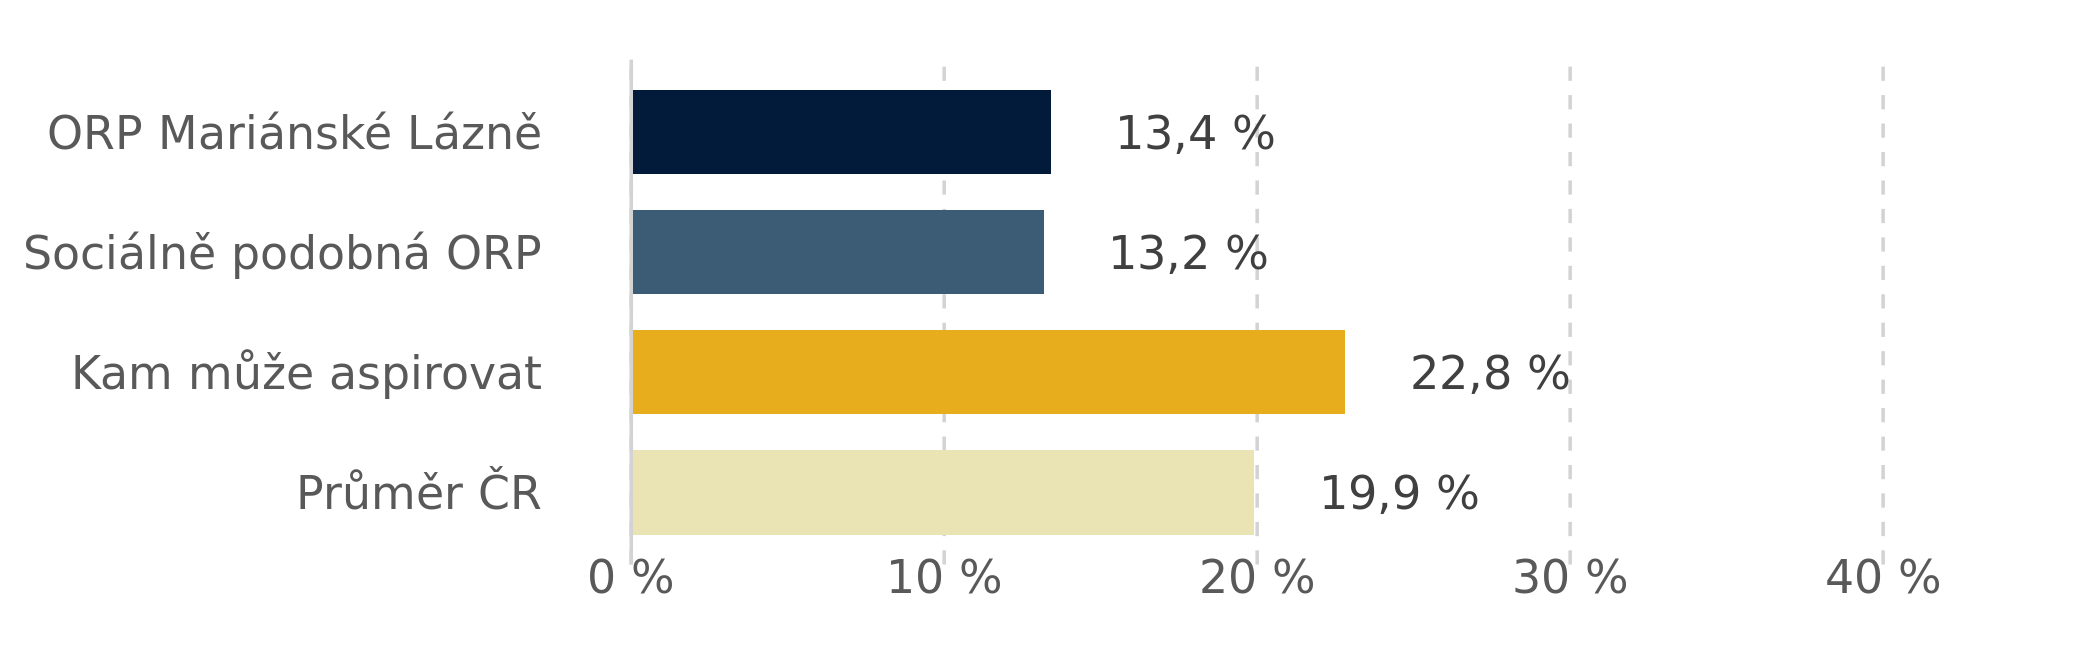 ORP Mariánské Lázně 13,4 %
Sociálně podobná ORP 13,2 %
Kam může aspirovat 22,8 %
Průměr ČR 19,9 %
0 % 10 % 20 % 30 % 40 %